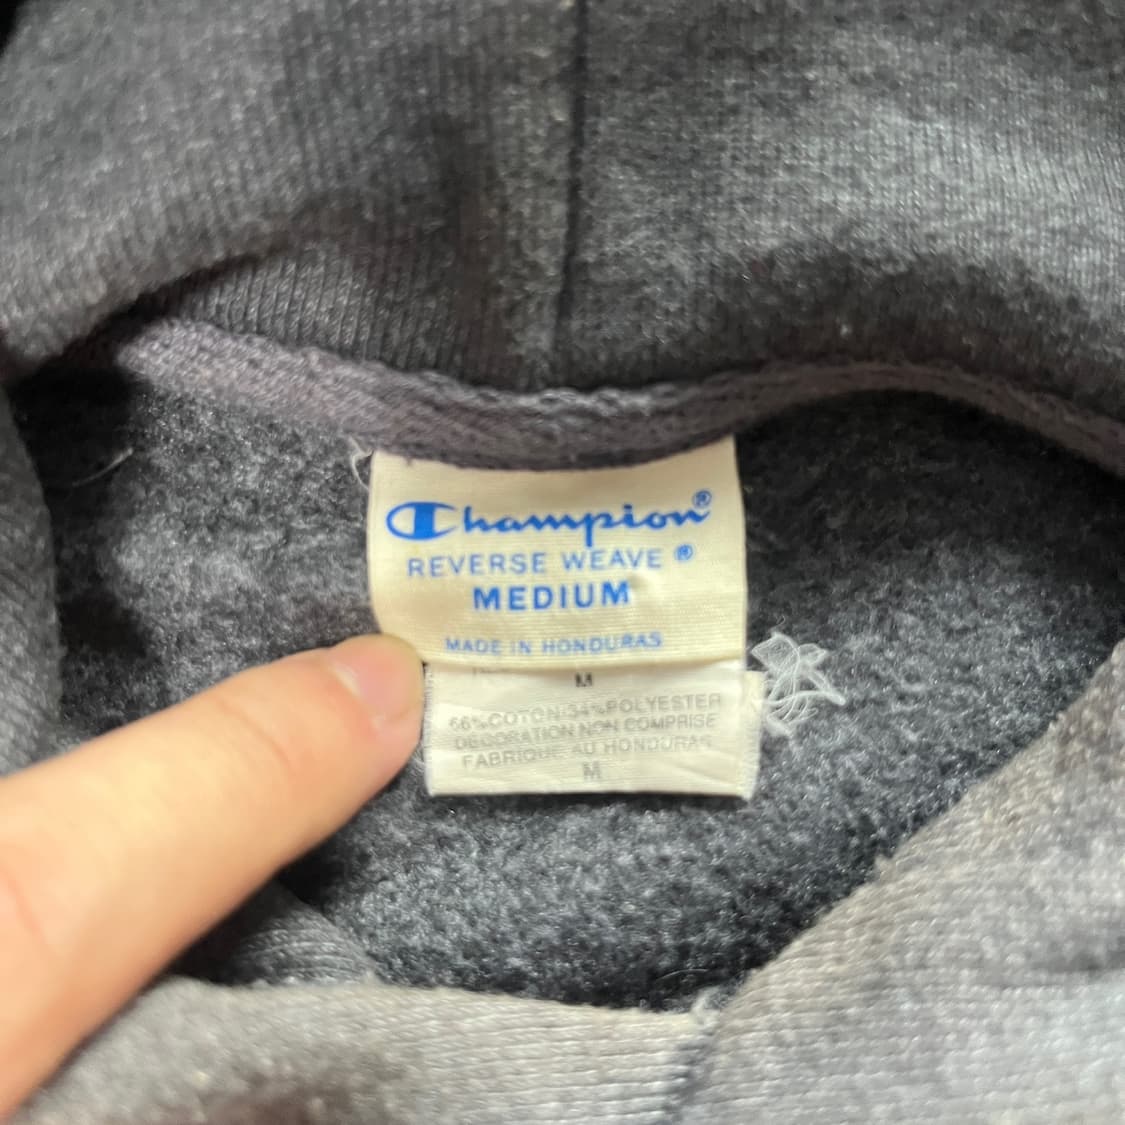 Champion®
REVERSE WEAVE®
MEDIUM
MADE IN HONDURAS
M
66%COTON/34%POLYESTER
DECORATION NON COMPRISE
FABRIQUE AU HONDURAS
M